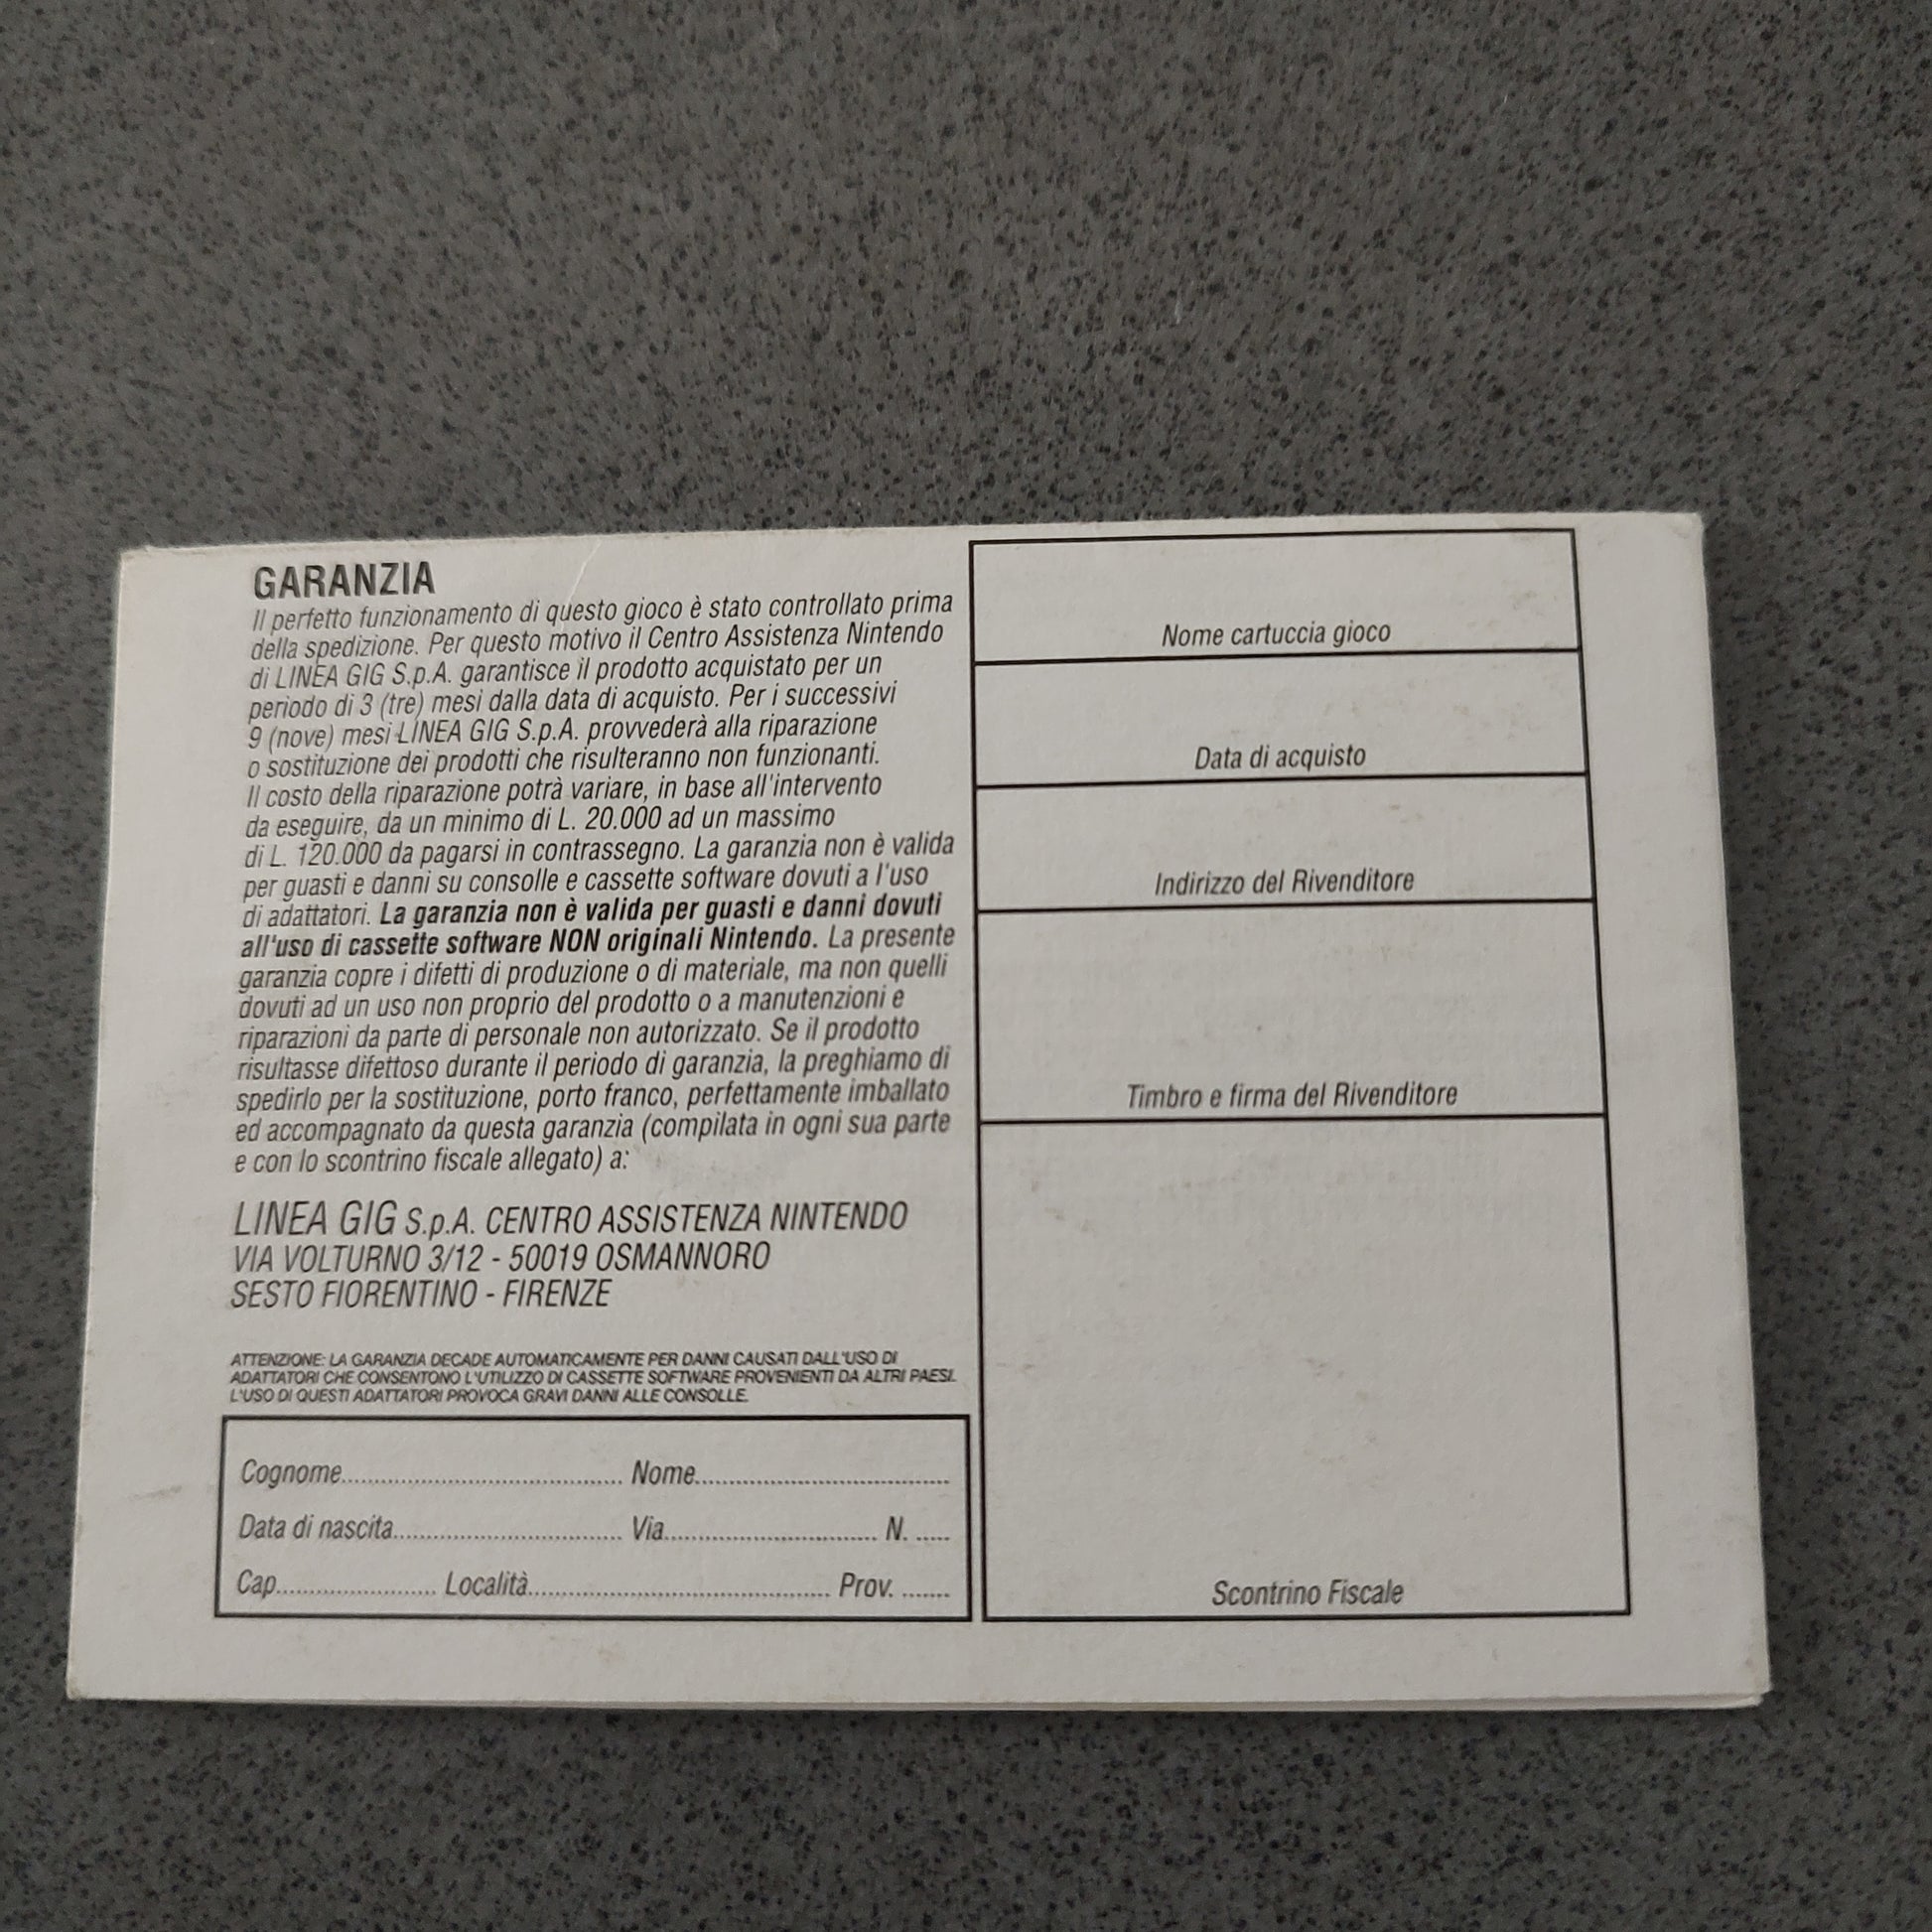 GARANZIA
Il perfetto funzionamento di questo gioco è stato controllato prima
della spedizione. Per questo motivo il Centro Assistenza Nintendo
di LINEA GIG S.p.A. garantisce il prodotto acquistato per un
periodo di 3 (tre) mesi dalla data di acquisto. Per i successivi
9 (nove) mesi LINEA GIG S.p.A. provvederà alla riparazione
o sostituzione dei prodotti che risulteranno non funzionanti.
Il costo della riparazione potrà variare, in base all'intervento
da eseguire, da un minimo di L. 20.000 ad un massimo
di L. 120.000 da pagarsi in contrassegno. La garanzia non è valida
per guasti e danni su consolle e cassette software dovuti a l'uso
di adattatori. La garanzia non è valida per guasti e danni dovuti
all'uso di cassette software NON originali Nintendo. La presente
garanzia copre i difetti di produzione o di materiale, ma non quelli
dovuti ad un uso non proprio del prodotto o a manutenzioni e
riparazioni da parte di personale non autorizzato. Se il prodotto
risultasse difettoso durante il periodo di garanzia, la preghiamo di
spedirlo per la sostituzione, porto franco, perfettamente imballato
ed accompagnato da questa garanzia (compilata in ogni sua parte
e con lo scontrino fiscale allegato) a:
LINEA GIG S.p.A. CENTRO ASSISTENZA NINTENDO
VIA VOLTURNO 3/12 - 50019 OSMANNORO
SESTO FIORENTINO - FIRENZE
ATTENZIONE: LA GARANZIA DECADE AUTOMATICAMENTE PER DANNI CAUSATI DALL'USO DI
ADATTATORI CHE CONSENTONO L'UTILIZZO DI CASSETTE SOFTWARE PROVENIENTI DA ALTRI PAESI.
L'USO DI QUESTI ADATTATORI PROVOCA GRAVI DANNI ALLE CONSOLLE.
Cognome.......................................... Nome......................................
Data di nascita.................................. Via................................ N. .....
Cap........................ Località.............................................. Prov. .......
Nome cartuccia gioco
Data di acquisto
Indirizzo del Rivenditore
Timbro e firma del Rivenditore
Scontrino Fiscale